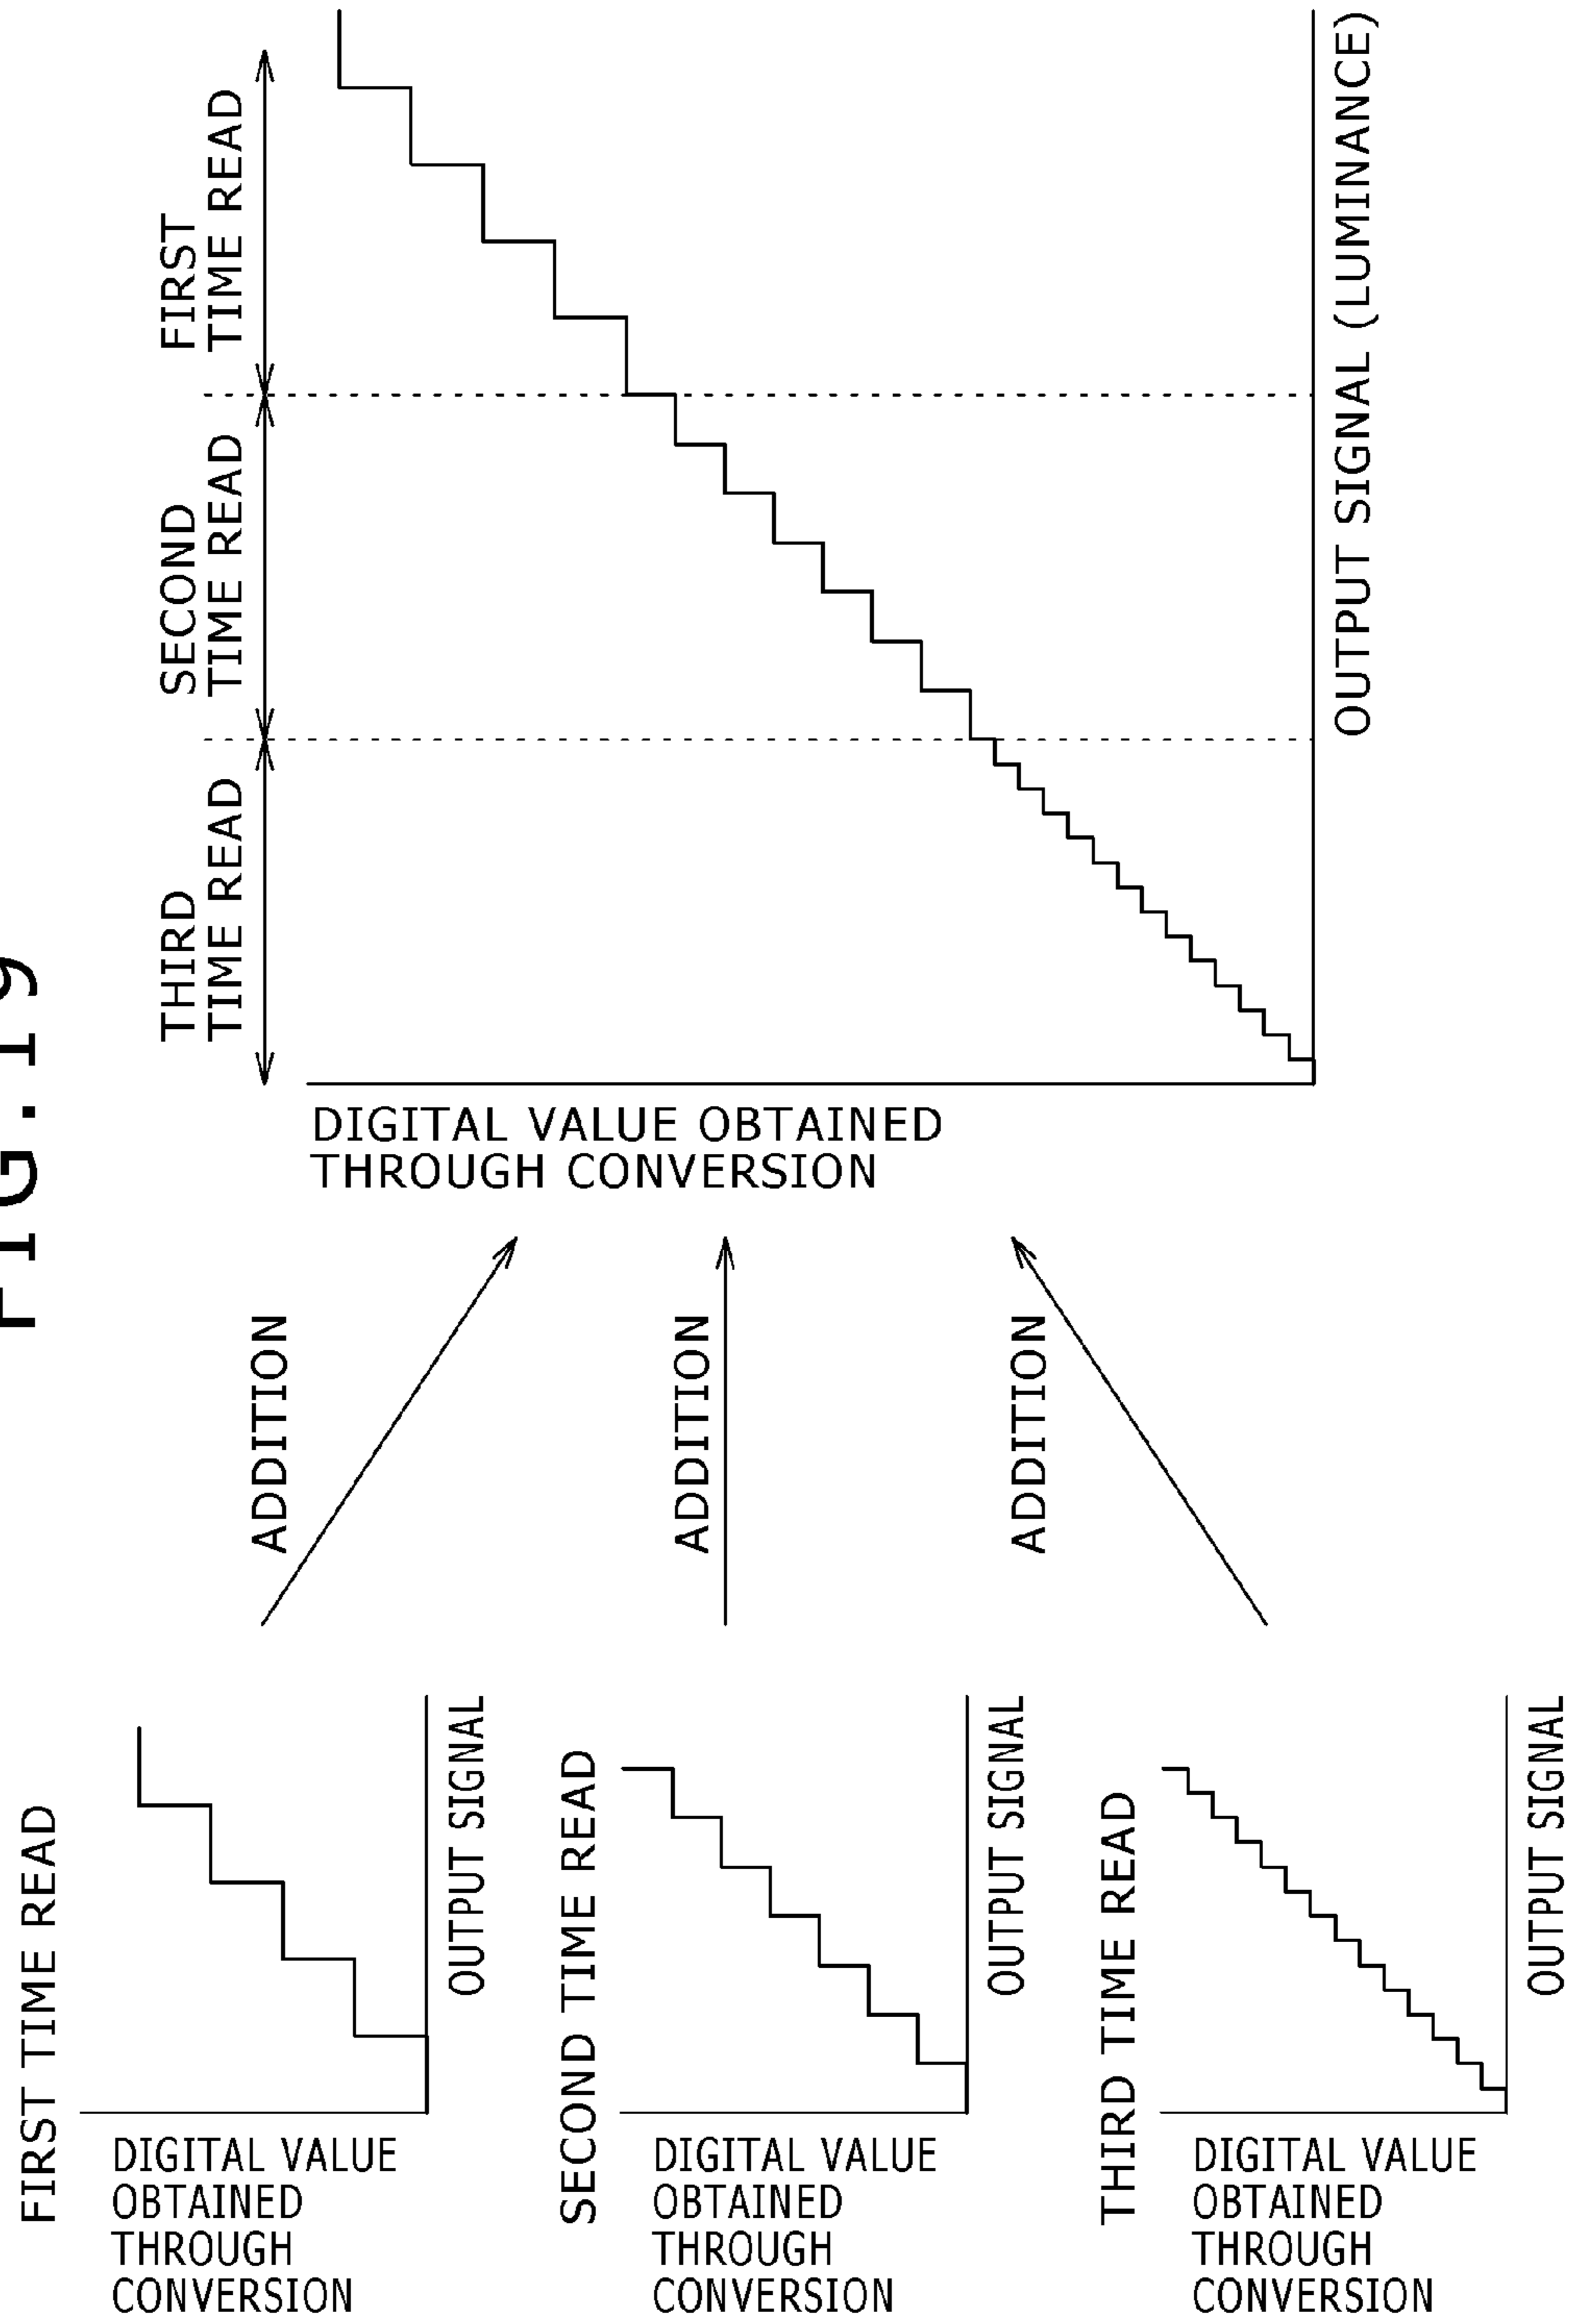 FIG.19
FIRST TIME READ
DIGITAL VALUE
OBTAINED
THROUGH
CONVERSION
OUTPUT SIGNAL
SECOND TIME READ
DIGITAL VALUE
OBTAINED
THROUGH
CONVERSION
OUTPUT SIGNAL
THIRD TIME READ
DIGITAL VALUE
OBTAINED
THROUGH
CONVERSION
OUTPUT SIGNAL
ADDITION
ADDITION
ADDITION
THIRD
TIME READ
SECOND
TIME READ
FIRST
TIME READ
DIGITAL VALUE OBTAINED
THROUGH CONVERSION
OUTPUT SIGNAL (LUMINANCE)